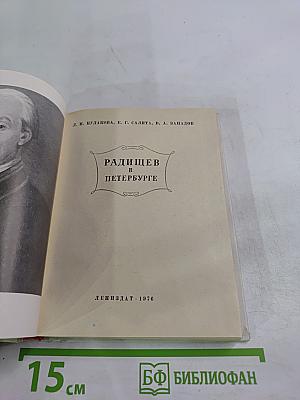 Л. И. КУЛАКОВА, Е. Г. САЛИТА, В. А. ЗАПАДОВ
РАДИЩЕВ
В
ПЕТЕРБУРГЕ
ЛЕНИЗДАТ · 1976
15 см
БФ БИБЛИОФАН